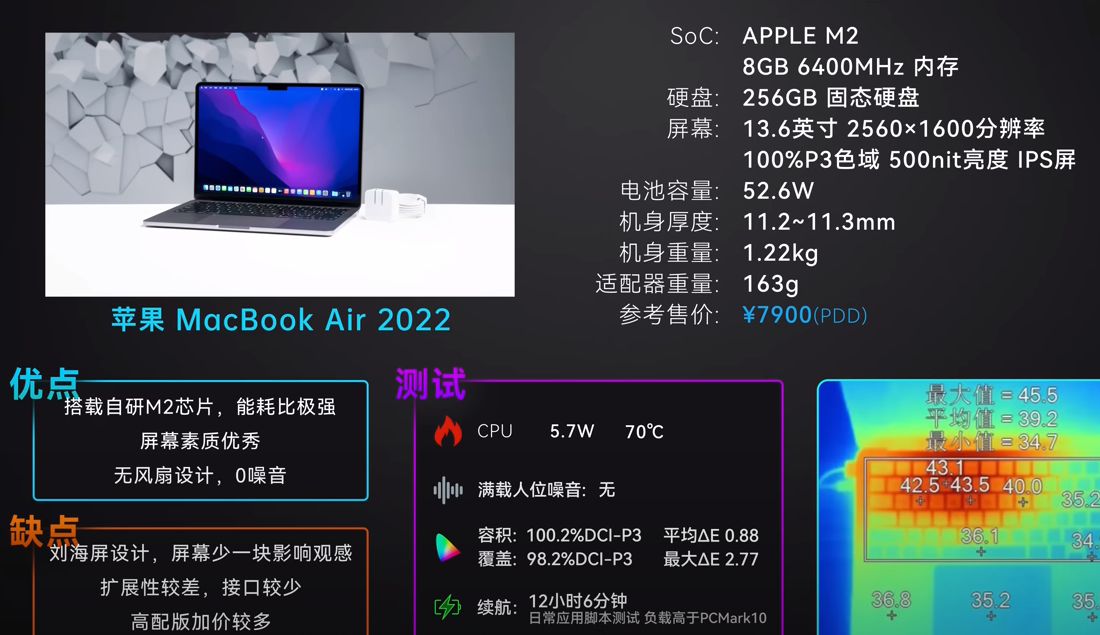 SoC: APPLE M2
8GB 6400MHz 内存
硬盘: 256GB 固态硬盘
屏幕: 13.6英寸 2560×1600分辨率
100%P3色域 500nit亮度 IPS屏
电池容量: 52.6W
机身厚度: 11.2~11.3mm
机身重量: 1.22kg
适配器重量: 163g
参考售价: ¥7900(PDD)
苹果 MacBook Air 2022
优点
搭载自研M2芯片，能耗比极强
屏幕素质优秀
无风扇设计，0噪音
缺点
刘海屏设计，屏幕少一块影响观感
扩展性较差，接口较少
高配版加价较多
测试
CPU 5.7W 70℃
满载人位噪音: 无
容积: 100.2%DCI-P3 平均ΔE 0.88
覆盖: 98.2%DCI-P3 最大ΔE 2.77
续航: 12小时6分钟
日常应用脚本测试 负载高于PCMark10
最大值 = 45.5
平均值 = 39.2
最小值 = 34.7
43.1
42.5 43.5 40.0
35.2
36.1
34.
36.8 35.2 35.